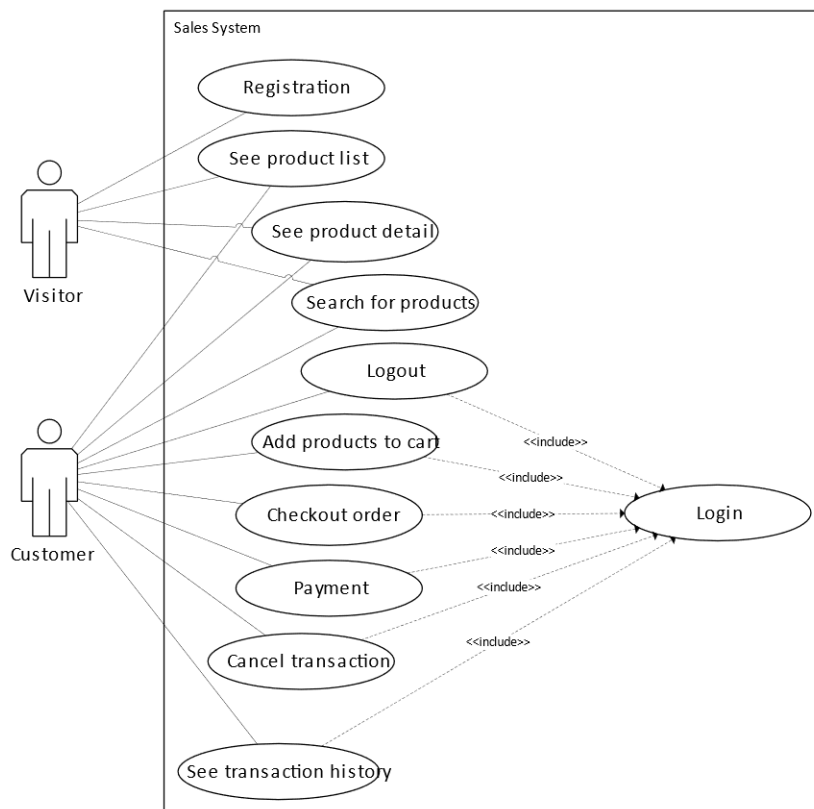 Sales System
Registration
See product list
See product detail
Visitor
Search for products
Logout
<<include>>
Add products to cart
<<include>>
Checkout order
<<include>>
Login
Customer
<<include>>
Payment
<<include>>
<<include>>
Cancel transaction
See transaction history